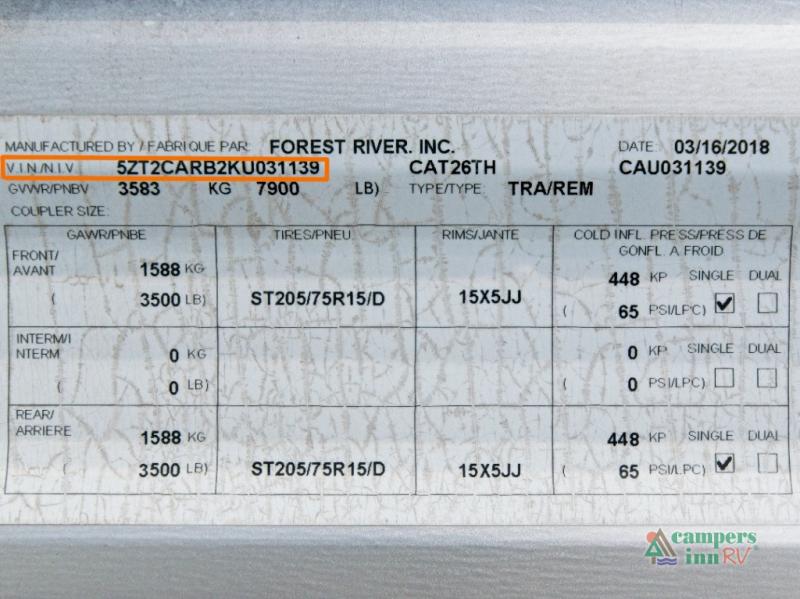 MANUFACTURED BY / FABRIQUE PAR: FOREST RIVER. INC. DATE: 03/16/2018
V.I.N./N.I.V. 5ZT2CARB2KU031139 CAT26TH CAU031139
GVWR/PNBV 3583 KG 7900 LB) TYPE/TYPE: TRA/REM
COUPLER SIZE:
GAWR/PNBE TIRES/PNEU RIMS/JANTE COLD INFL. PRESS/PRESS DE
GONFL. A FROID
FRONT/
AVANT 1588 KG 448 KP SINGLE DUAL
( 3500 LB) ST205/75R15/D 15X5JJ ( 65 PSI/LPC)
INTERM/I
NTERM 0 KG 0 KP SINGLE DUAL
( 0 LB) ( 0 PSI/LPC)
REAR/
ARRIERE 1588 KG 448 KP SINGLE DUAL
( 3500 LB) ST205/75R15/D 15X5JJ ( 65 PSI/LPC)
campers
inn RV